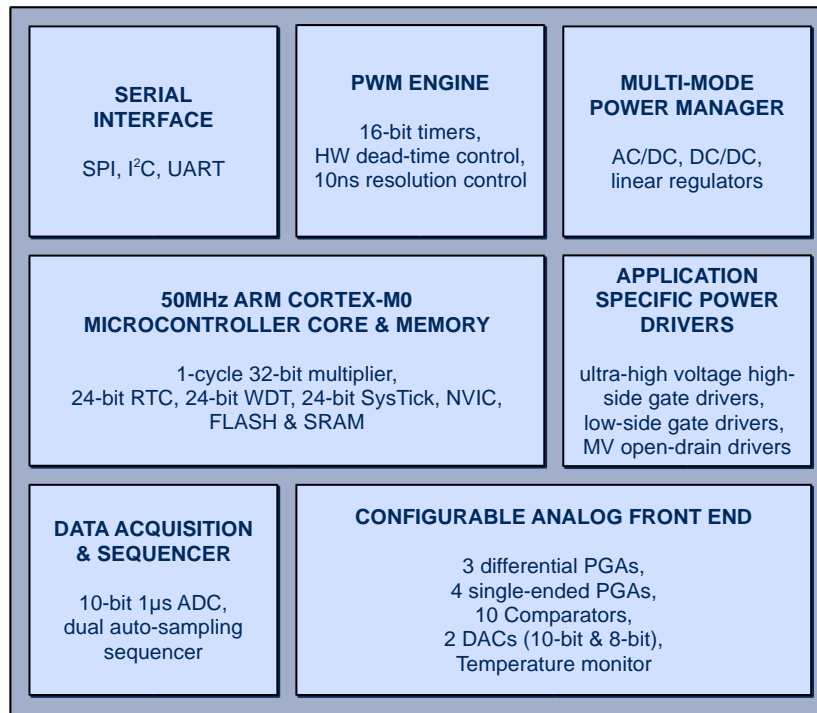 SERIAL
INTERFACE
SPI, I²C, UART
PWM ENGINE
16-bit timers,
HW dead-time control,
10ns resolution control
MULTI-MODE
POWER MANAGER
AC/DC, DC/DC,
linear regulators
50MHz ARM CORTEX-M0
MICROCONTROLLER CORE & MEMORY
1-cycle 32-bit multiplier,
24-bit RTC, 24-bit WDT, 24-bit SysTick, NVIC,
FLASH & SRAM
APPLICATION
SPECIFIC POWER
DRIVERS
ultra-high voltage high-
side gate drivers,
low-side gate drivers,
MV open-drain drivers
DATA ACQUISITION
& SEQUENCER
10-bit 1µs ADC,
dual auto-sampling
sequencer
CONFIGURABLE ANALOG FRONT END
3 differential PGAs,
4 single-ended PGAs,
10 Comparators,
2 DACs (10-bit & 8-bit),
Temperature monitor